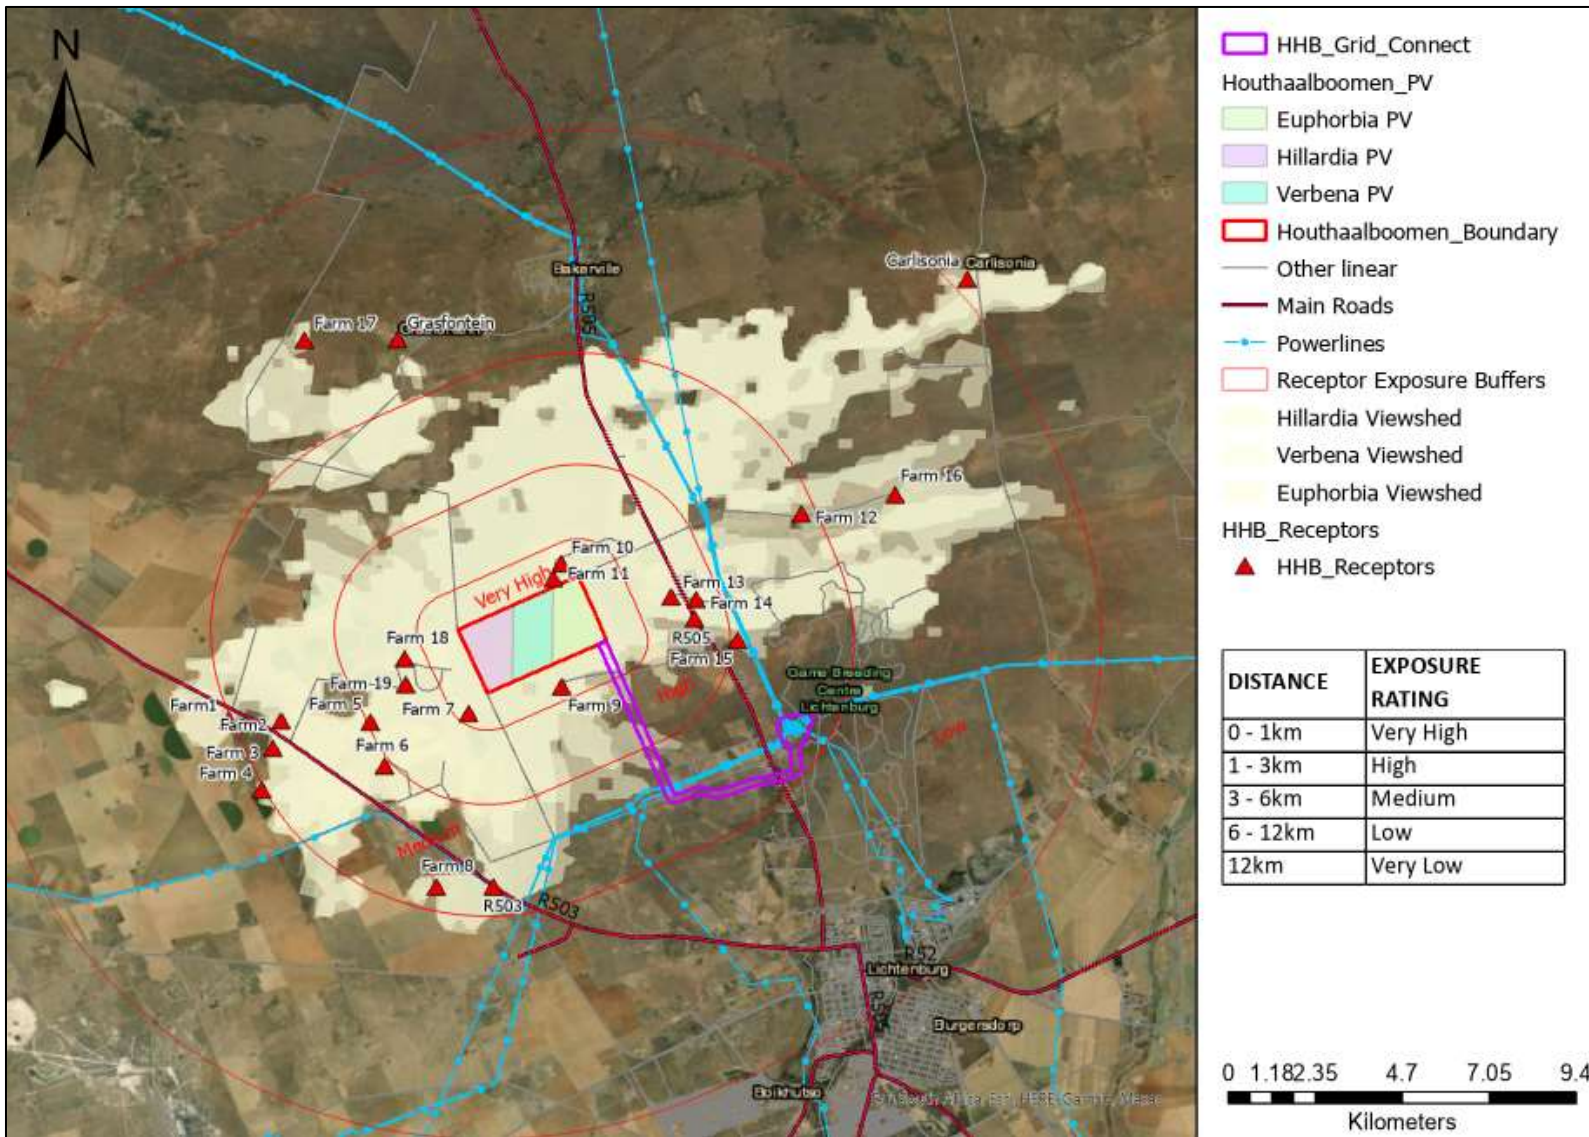 N
Bakerville
R505
Carlisonia
Carlisonia
Farm 17
Grasfontein
Farm 16
Farm 12
Farm 10
Very High
Farm 11
Farm 13
Farm 14
Farm 18
R505
Farm 15
Farm 19
Game Breeding
Centre
Lichtenburg
High
Farm1
Farm 5
Farm 7
Farm 9
Farm2
Low
Farm 3
Farm 6
Farm 4
Medium
Farm 8
R503
R503
R52
Lichtenburg
Burgersdorp
Boikhutso
HHB_Grid_Connect
Houthaalboomen_PV
Euphorbia PV
Hillardia PV
Verbena PV
Houthaalboomen_Boundary
Other linear
Main Roads
Powerlines
Receptor Exposure Buffers
Hillardia Viewshed
Verbena Viewshed
Euphorbia Viewshed
HHB_Receptors
HHB_Receptors
DISTANCE EXPOSURE
RATING
0 - 1km Very High
1 - 3km High
3 - 6km Medium
6 - 12km Low
12km Very Low
0 1.182.35 4.7 7.05 9.4
Kilometers